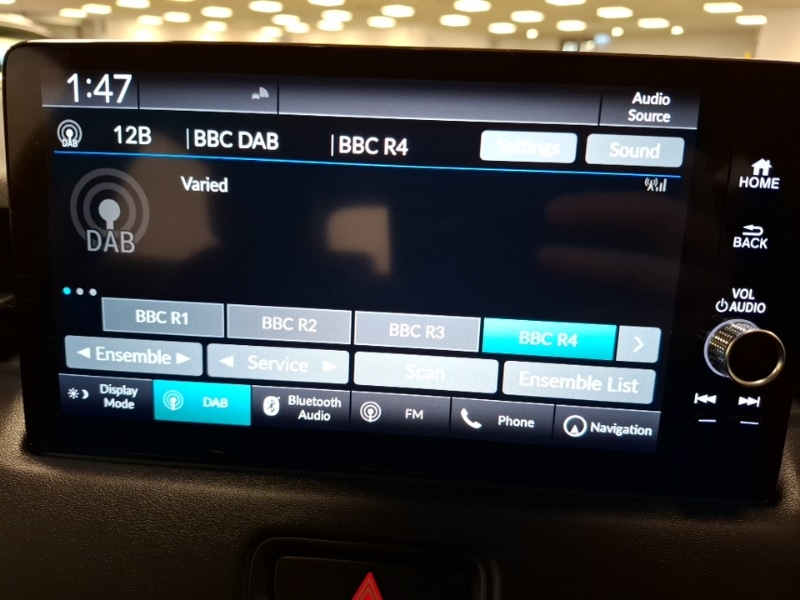 1:47
Audio
Source
DAB
12B
BBC DAB
BBC R4
Settings
Sound
Varied
DAB
HOME
BACK
VOL
AUDIO
BBC R1
BBC R2
BBC R3
BBC R4
Ensemble
Service
Scan
Ensemble List
Display
Mode
DAB
Bluetooth
Audio
FM
Phone
Navigation